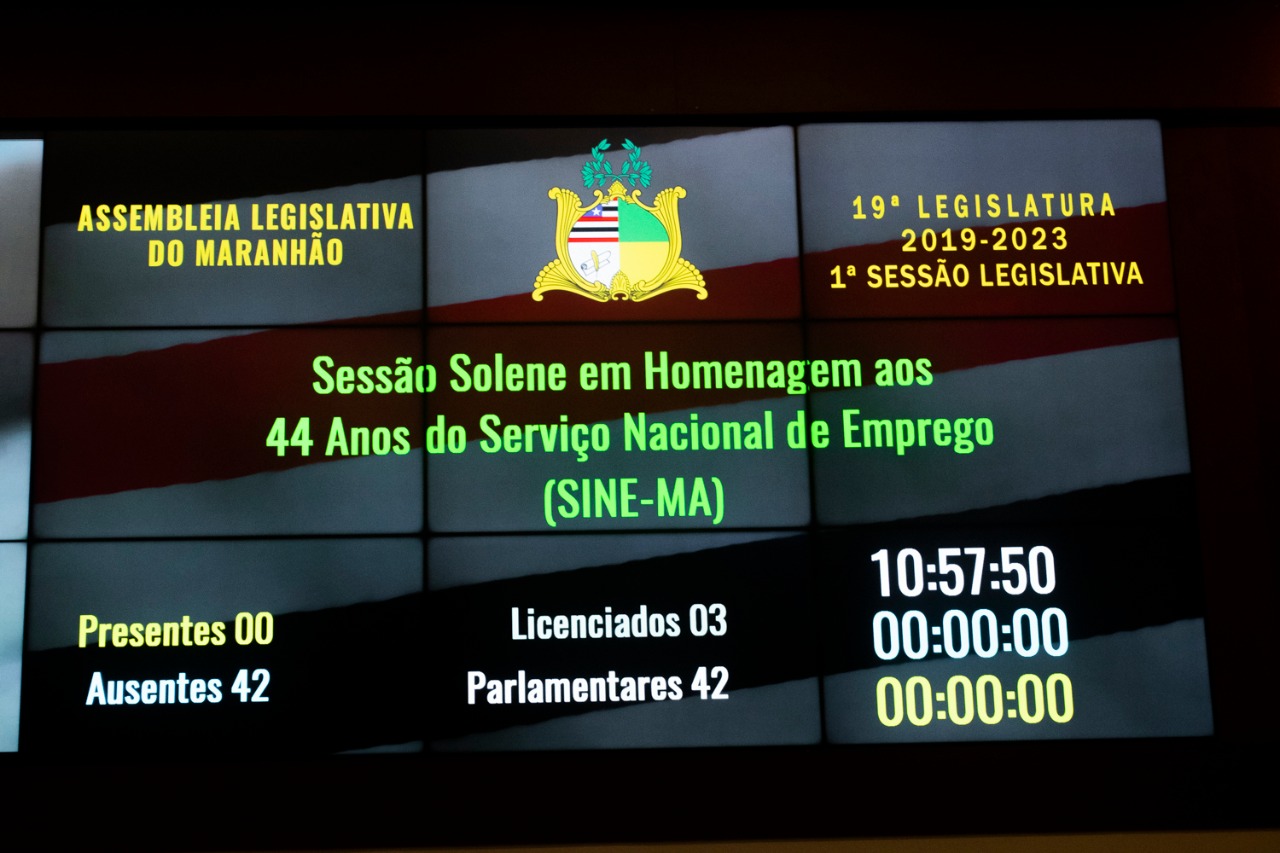 ASSEMBLEIA LEGISLATIVA
DO MARANHÃO
19ª LEGISLATURA
2019-2023
1ª SESSÃO LEGISLATIVA
Sessão Solene em Homenagem aos
44 Anos do Serviço Nacional de Emprego
(SINE-MA)
Presentes 00
Ausentes 42
Licenciados 03
Parlamentares 42
10:57:50
00:00:00
00:00:00